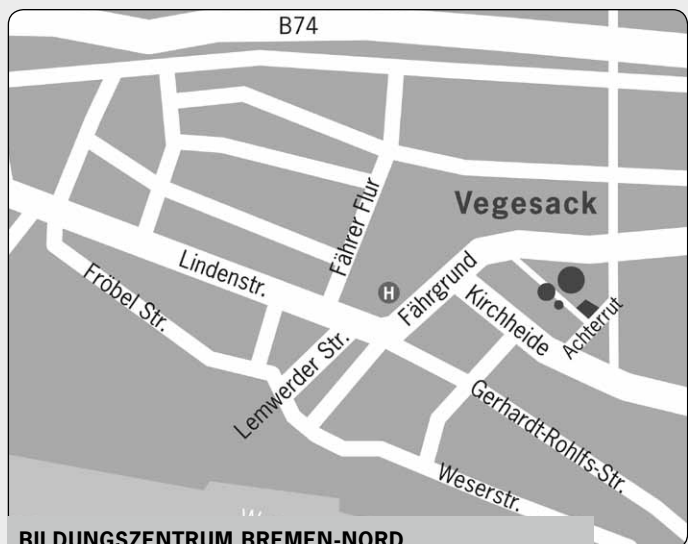 B74
Vegesack
Fährer Flur
Lindenstr.
H
Fährgrund
Kirchheide
Achterrut
Fröbel Str.
Lemwerder Str.
Gerhardt-Rohlfs-Str.
Weserstr.
BILDUNGSZENTRUM BREMEN-NORD